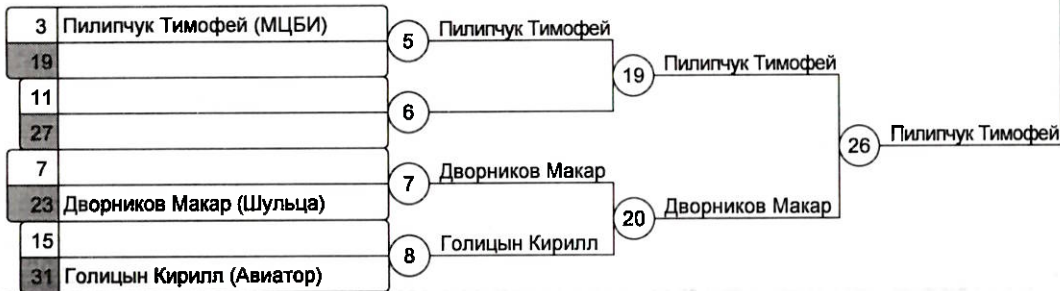 3 Пилипчук Тимофей (МЦБИ)
5 Пилипчук Тимофей
19
19 Пилипчук Тимофей
11
6
27
26 Пилипчук Тимофей
7
7 Дворников Макар
23 Дворников Макар (Шульца)
20 Дворников Макар
15
8 Голицын Кирилл
31 Голицын Кирилл (Авиатор)